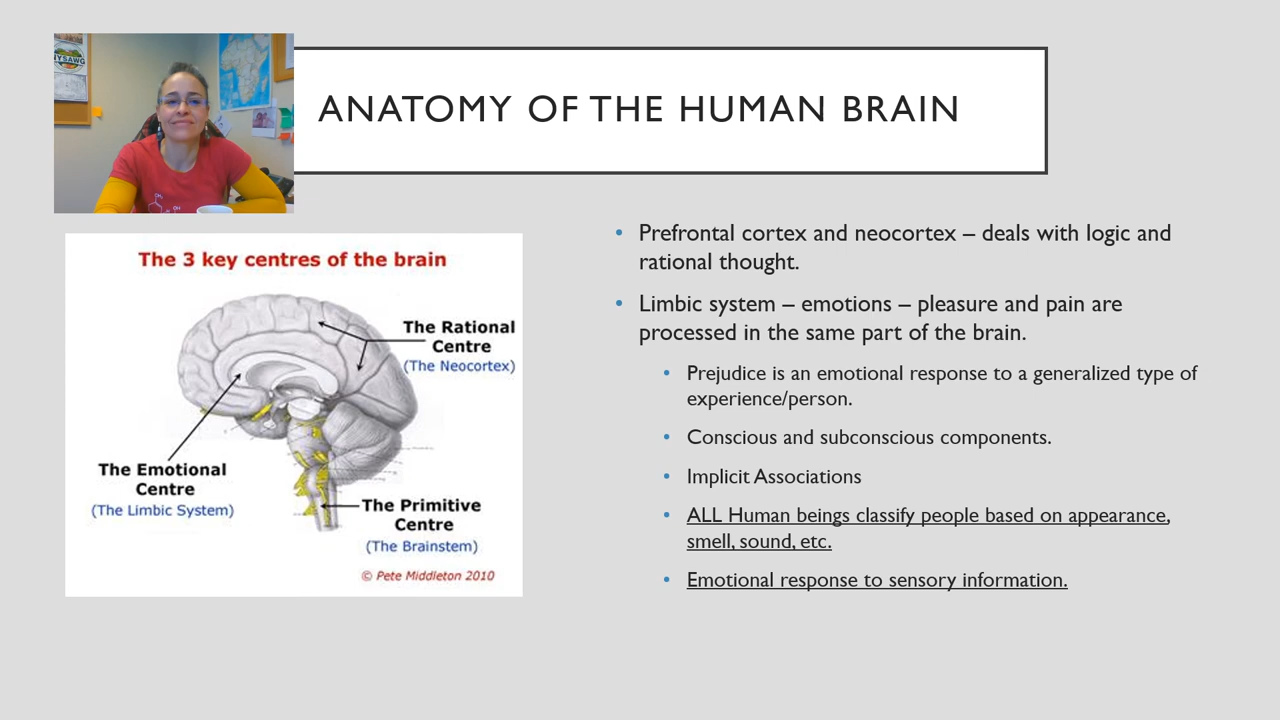 NYSAWG
ANATOMY OF THE HUMAN BRAIN
The 3 key centres of the brain
The Rational
Centre
(The Neocortex)
The Emotional
Centre
(The Limbic System)
The Primitive
Centre
(The Brainstem)
© Pete Middleton 2010
• Prefrontal cortex and neocortex – deals with logic and
rational thought.
• Limbic system – emotions – pleasure and pain are
processed in the same part of the brain.
• Prejudice is an emotional response to a generalized type of
experience/person.
• Conscious and subconscious components.
• Implicit Associations
• ALL Human beings classify people based on appearance,
smell, sound, etc.
• Emotional response to sensory information.